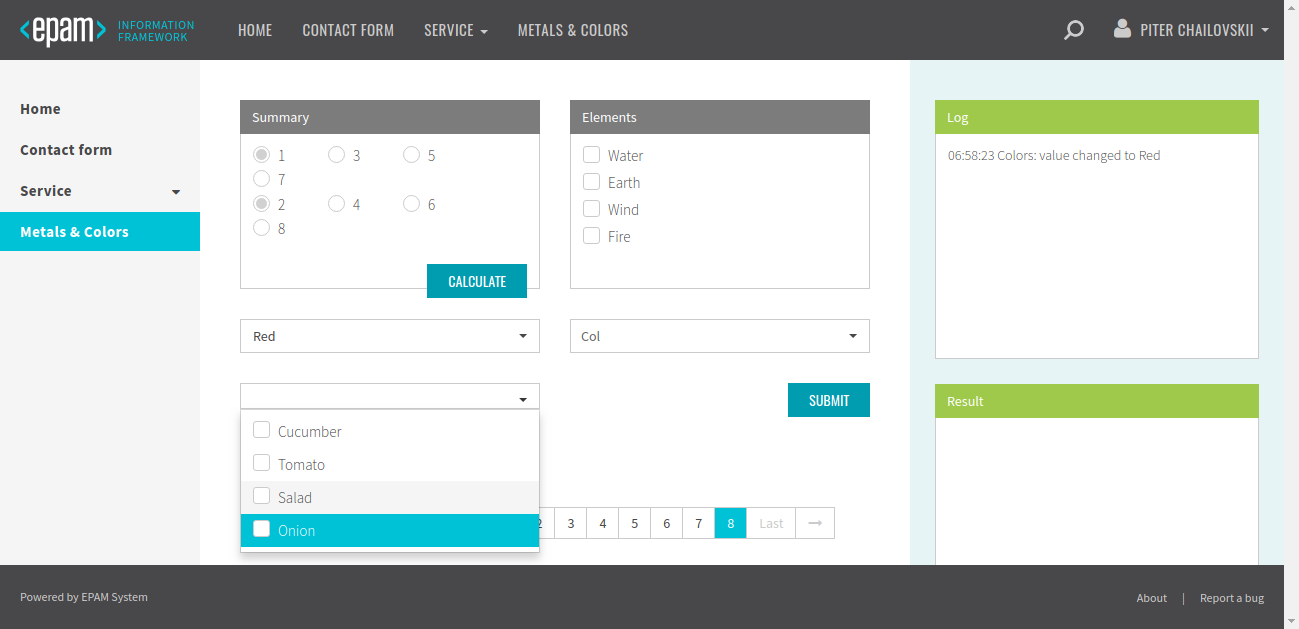 <epam> INFORMATION FRAMEWORK HOME CONTACT FORM SERVICE METALS & COLORS PITER CHAILOVSKII
Home
Contact form
Service
Metals & Colors
Summary
1 3 5
7
2 4 6
8
CALCULATE
Elements
Water
Earth
Wind
Fire
Red
Col
Cucumber
Tomato
Salad
Onion
SUBMIT
2 3 4 5 6 7 8 Last →
Log
06:58:23 Colors: value changed to Red
Result
Powered by EPAM System
About | Report a bug